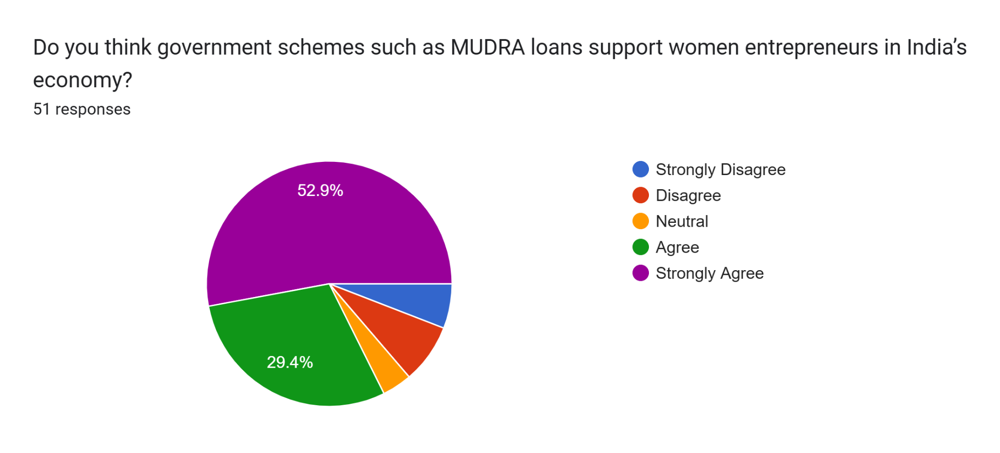 Do you think government schemes such as MUDRA loans support women entrepreneurs in India’s
economy?
51 responses
52.9%
29.4%
Strongly Disagree
Disagree
Neutral
Agree
Strongly Agree